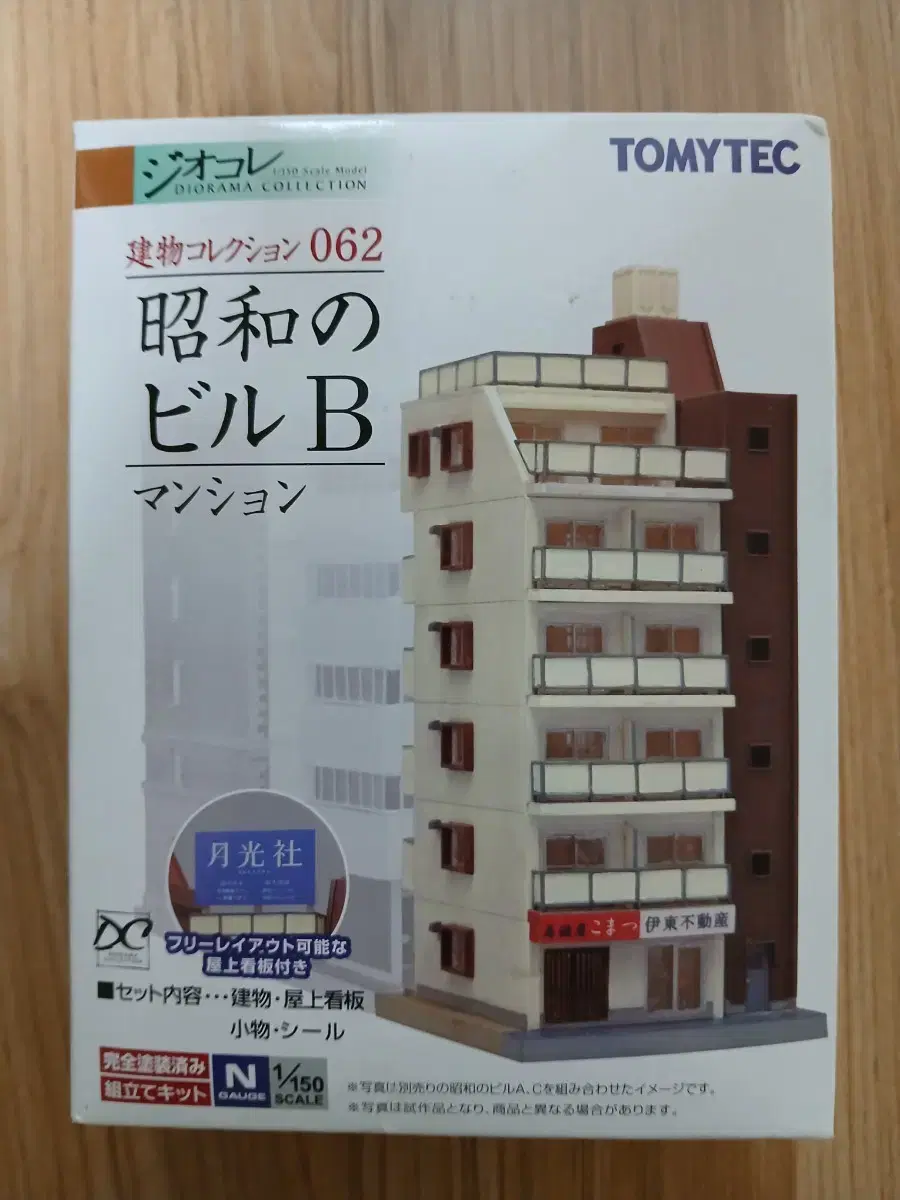 ジオコレ
1/150 Scale Model
DIORAMA COLLECTION
TOMYTEC
建物コレクション 062
昭和の
ビル B
マンション
月光社
フリーレイアウト可能な
屋上看板付き
DC
■セット内容…建物・屋上看板
小物・シール
こまつ
伊東不動産
完全塗装済み
組立てキット
N
GAUGE
1/150
SCALE
※写真は別売りの昭和のビルA、Cを組み合わせたイメージです。
※写真は試作品となり、商品と異なる場合があります。